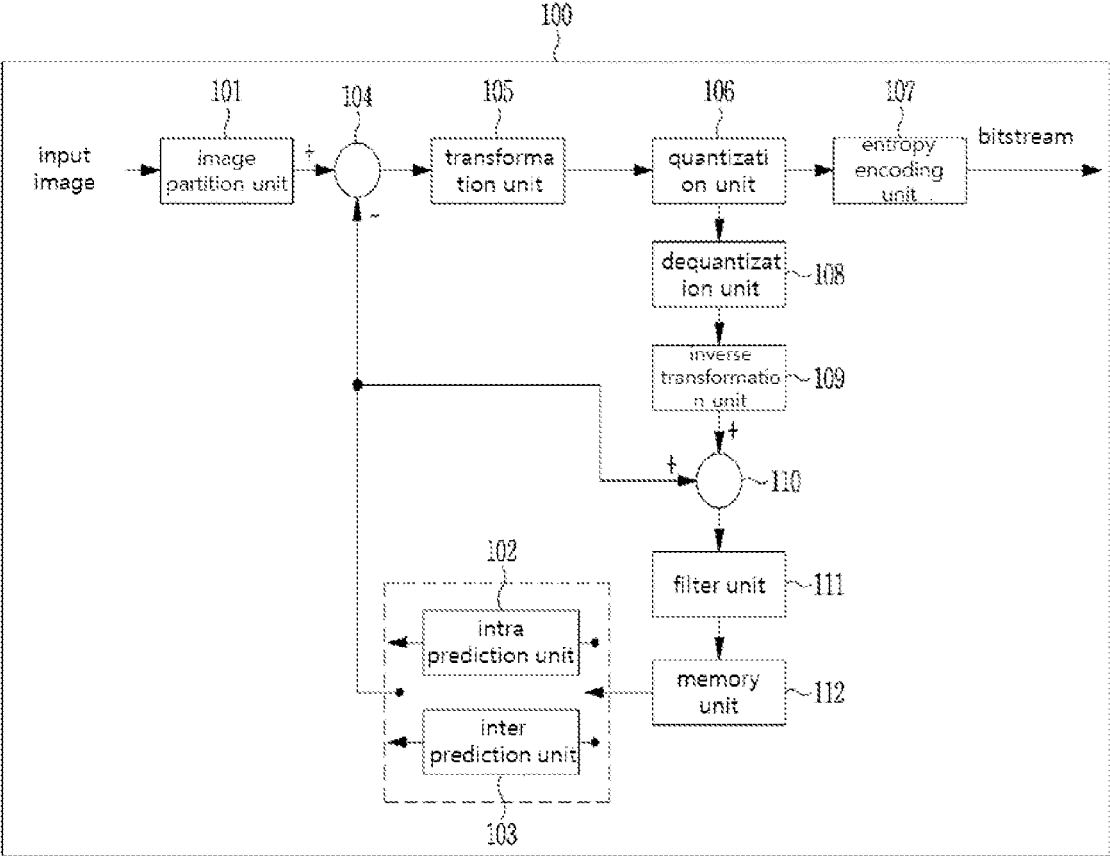 100
101
104
105
106
107
input
image
image
partition unit
+
transforma
tion unit
quantizati
on unit
entropy
encoding
unit
bitstream
-
dequantizat
ion unit
108
inverse
transformatio
n unit
109
+
+
110
102
filter unit
111
intra
prediction unit
memory
unit
112
inter
prediction unit
103